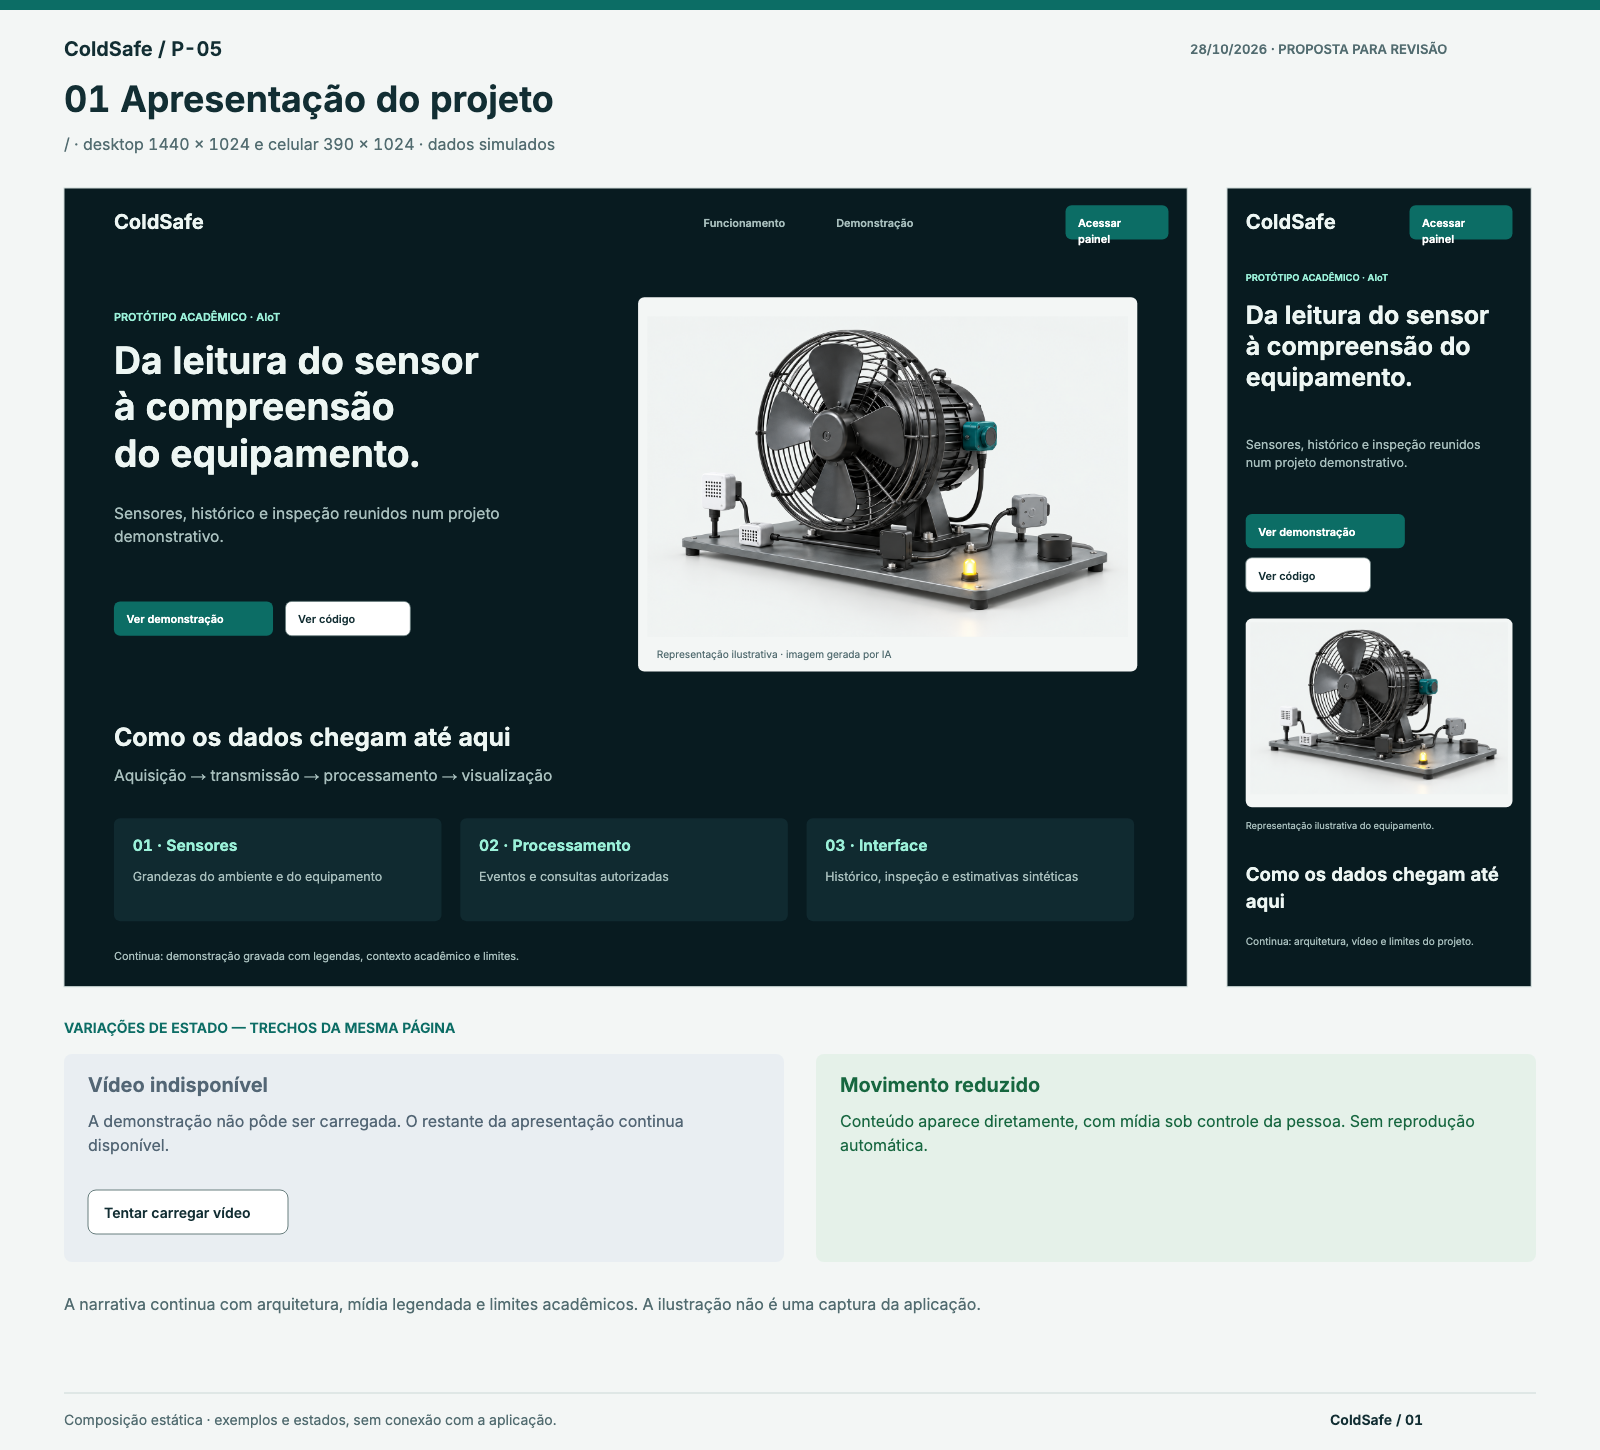 ColdSafe / P-05
28/10/2026 · PROPOSTA PARA REVISÃO
01 Apresentação do projeto
/ · desktop 1440 × 1024 e celular 390 × 1024 · dados simulados
ColdSafe
Funcionamento
Demonstração
Acessar
painel
PROTÓTIPO ACADÊMICO · AIoT
Da leitura do sensor
à compreensão
do equipamento.
Sensores, histórico e inspeção reunidos num projeto
demonstrativo.
Ver demonstração
Ver código
Representação ilustrativa · imagem gerada por IA
Como os dados chegam até aqui
Aquisição → transmissão → processamento → visualização
01 · Sensores
Grandezas do ambiente e do equipamento
02 · Processamento
Eventos e consultas autorizadas
03 · Interface
Histórico, inspeção e estimativas sintéticas
Continua: demonstração gravada com legendas, contexto acadêmico e limites.
ColdSafe
Acessar
painel
PROTÓTIPO ACADÊMICO · AIoT
Da leitura do sensor
à compreensão do
equipamento.
Sensores, histórico e inspeção reunidos
num projeto demonstrativo.
Ver demonstração
Ver código
Representação ilustrativa do equipamento.
Como os dados chegam até
aqui
Continua: arquitetura, vídeo e limites do projeto.
VARIAÇÕES DE ESTADO — TRECHOS DA MESMA PÁGINA
Vídeo indisponível
A demonstração não pôde ser carregada. O restante da apresentação continua
disponível.
Tentar carregar vídeo
Movimento reduzido
Conteúdo aparece diretamente, com mídia sob controle da pessoa. Sem reprodução
automática.
A narrativa continua com arquitetura, mídia legendada e limites acadêmicos. A ilustração não é uma captura da aplicação.
Composição estática · exemplos e estados, sem conexão com a aplicação.
ColdSafe / 01